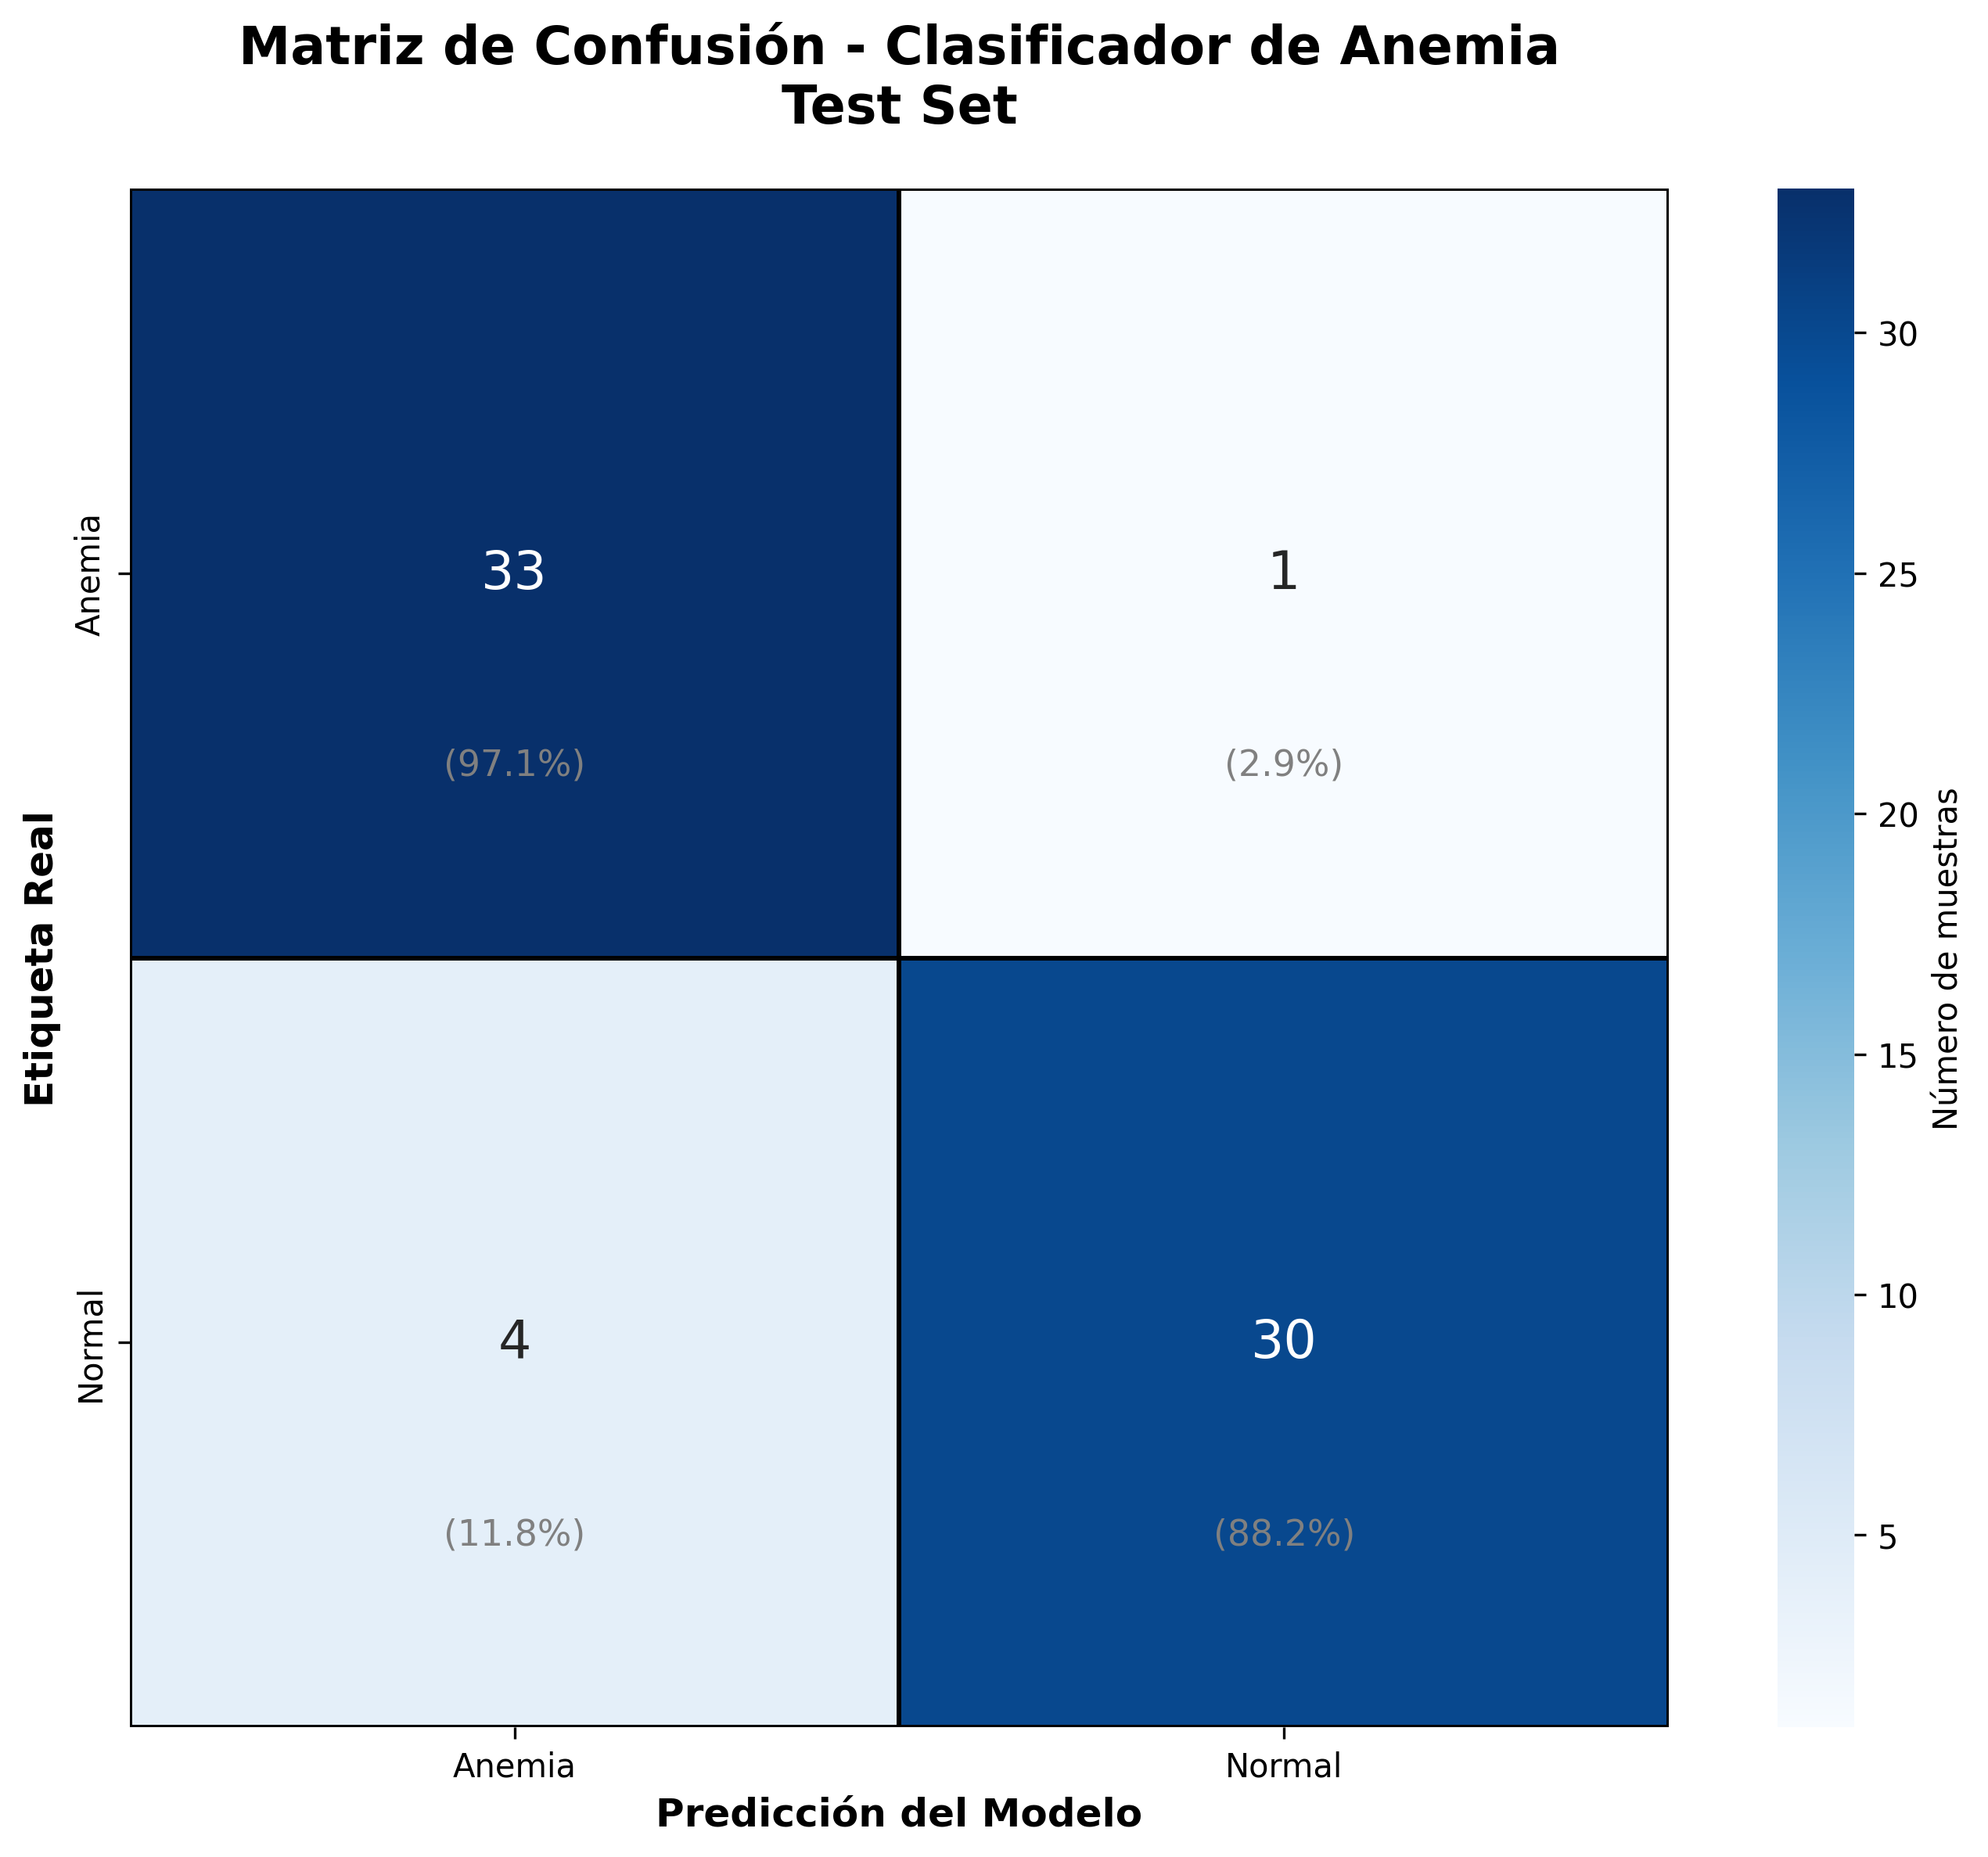 Matriz de Confusión - Clasificador de Anemia
Test Set
Etiqueta Real
Anemia
33
1
(97.1%)
(2.9%)
Normal
4
30
(11.8%)
(88.2%)
Anemia
Normal
Predicción del Modelo
30
25
20
15
10
5
Número de muestras